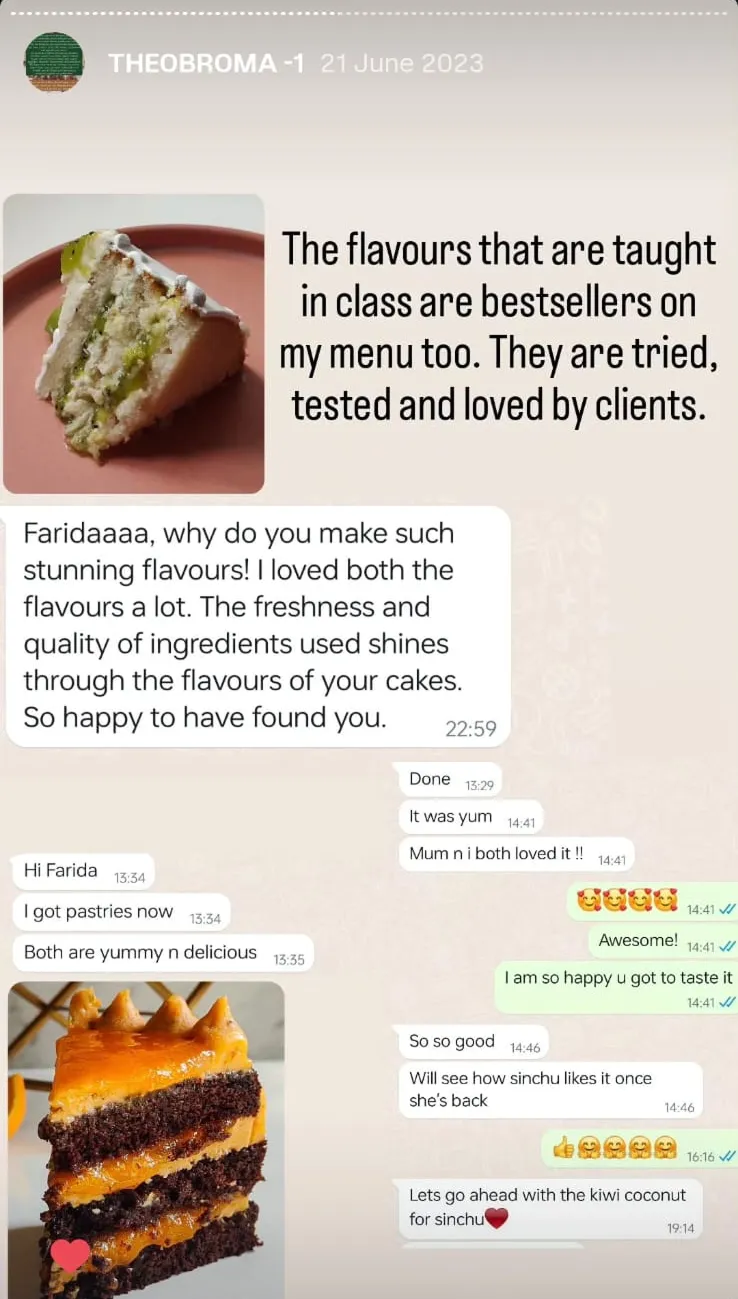 THEOBROMA -1 21 June 2023
The flavours that are taught
in class are bestsellers on
my menu too. They are tried,
tested and loved by clients.
Faridaaaa, why do you make such
stunning flavours! I loved both the
flavours a lot. The freshness and
quality of ingredients used shines
through the flavours of your cakes.
So happy to have found you.
22:59
Hi Farida 13:34
I got pastries now 13:34
Both are yummy n delicious 13:35
Done 13:29
It was yum 14:41
Mum n i both loved it !! 14:41
🥰🥰🥰🥰 14:41
Awesome! 14:41
I am so happy u got to taste it
14:41
So so good 14:46
Will see how sinchu likes it once
she's back
14:46
👍🤗🤗🤗🤗 16:16
Lets go ahead with the kiwi coconut
for sinchu♥️
19:14